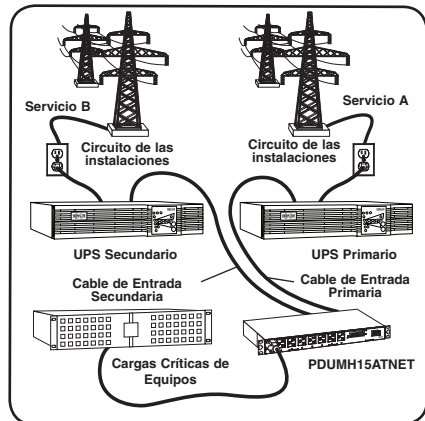 Servicio B
Servicio A
Circuito de las
instalaciones
Circuito de las
instalaciones
UPS Secundario
UPS Primario
Cable de Entrada
Secundaria
Cable de Entrada
Primaria
Cargas Críticas de
Equipos
PDUMH15ATNET